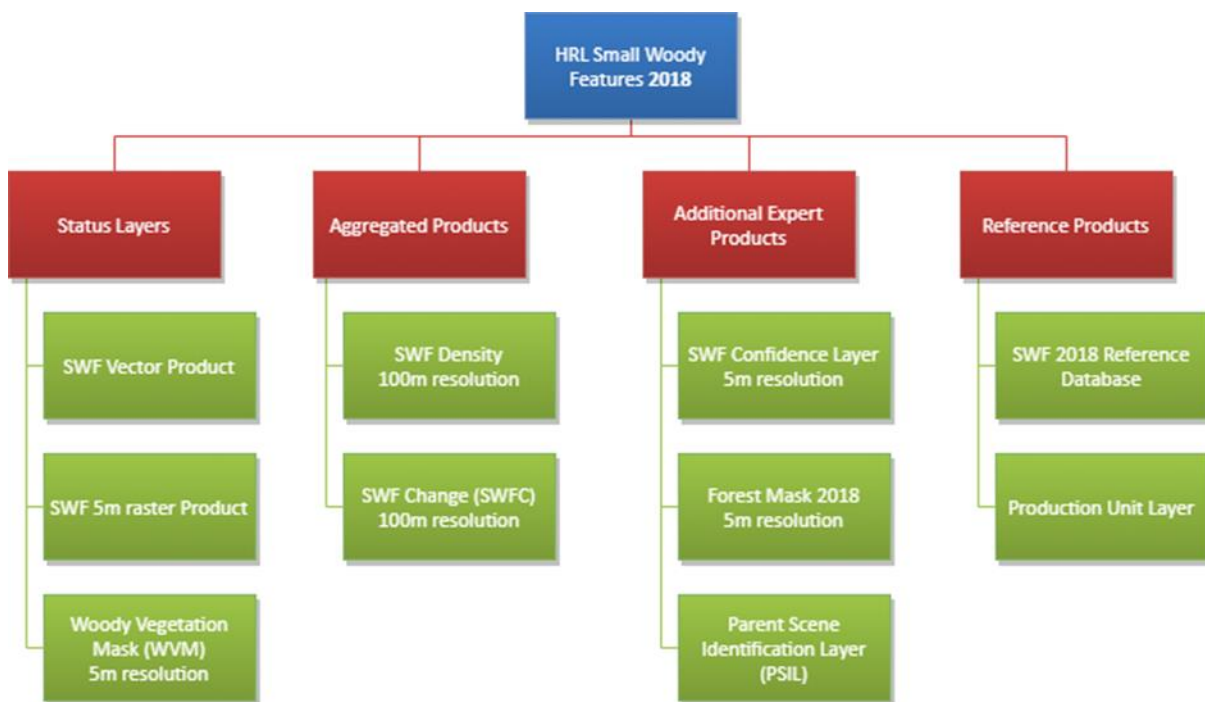 HRL Small Woody
Features 2018
Status Layers
Aggregated Products
Additional Expert
Products
Reference Products
SWF Vector Product
SWF Density
100m resolution
SWF Confidence Layer
5m resolution
SWF 2018 Reference
Database
SWF 5m raster Product
SWF Change (SWFC)
100m resolution
Forest Mask 2018
5m resolution
Production Unit Layer
Woody Vegetation
Mask (WVM)
5m resolution
Parent Scene
Identification Layer
(PSIL)